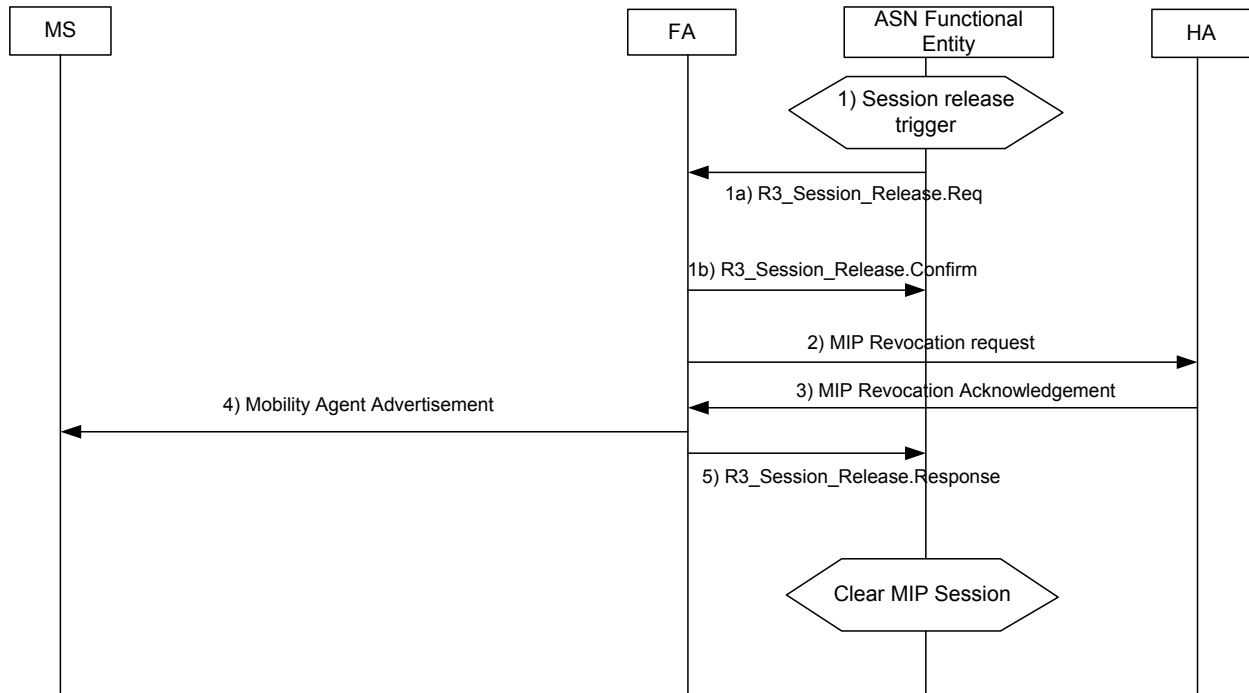 MS
FA
ASN Functional
Entity
HA
1) Session release
trigger
1a) R3_Session_Release.Req
1b) R3_Session_Release.Confirm
2) MIP Revocation request
3) MIP Revocation Acknowledgement
4) Mobility Agent Advertisement
5) R3_Session_Release.Response
Clear MIP Session